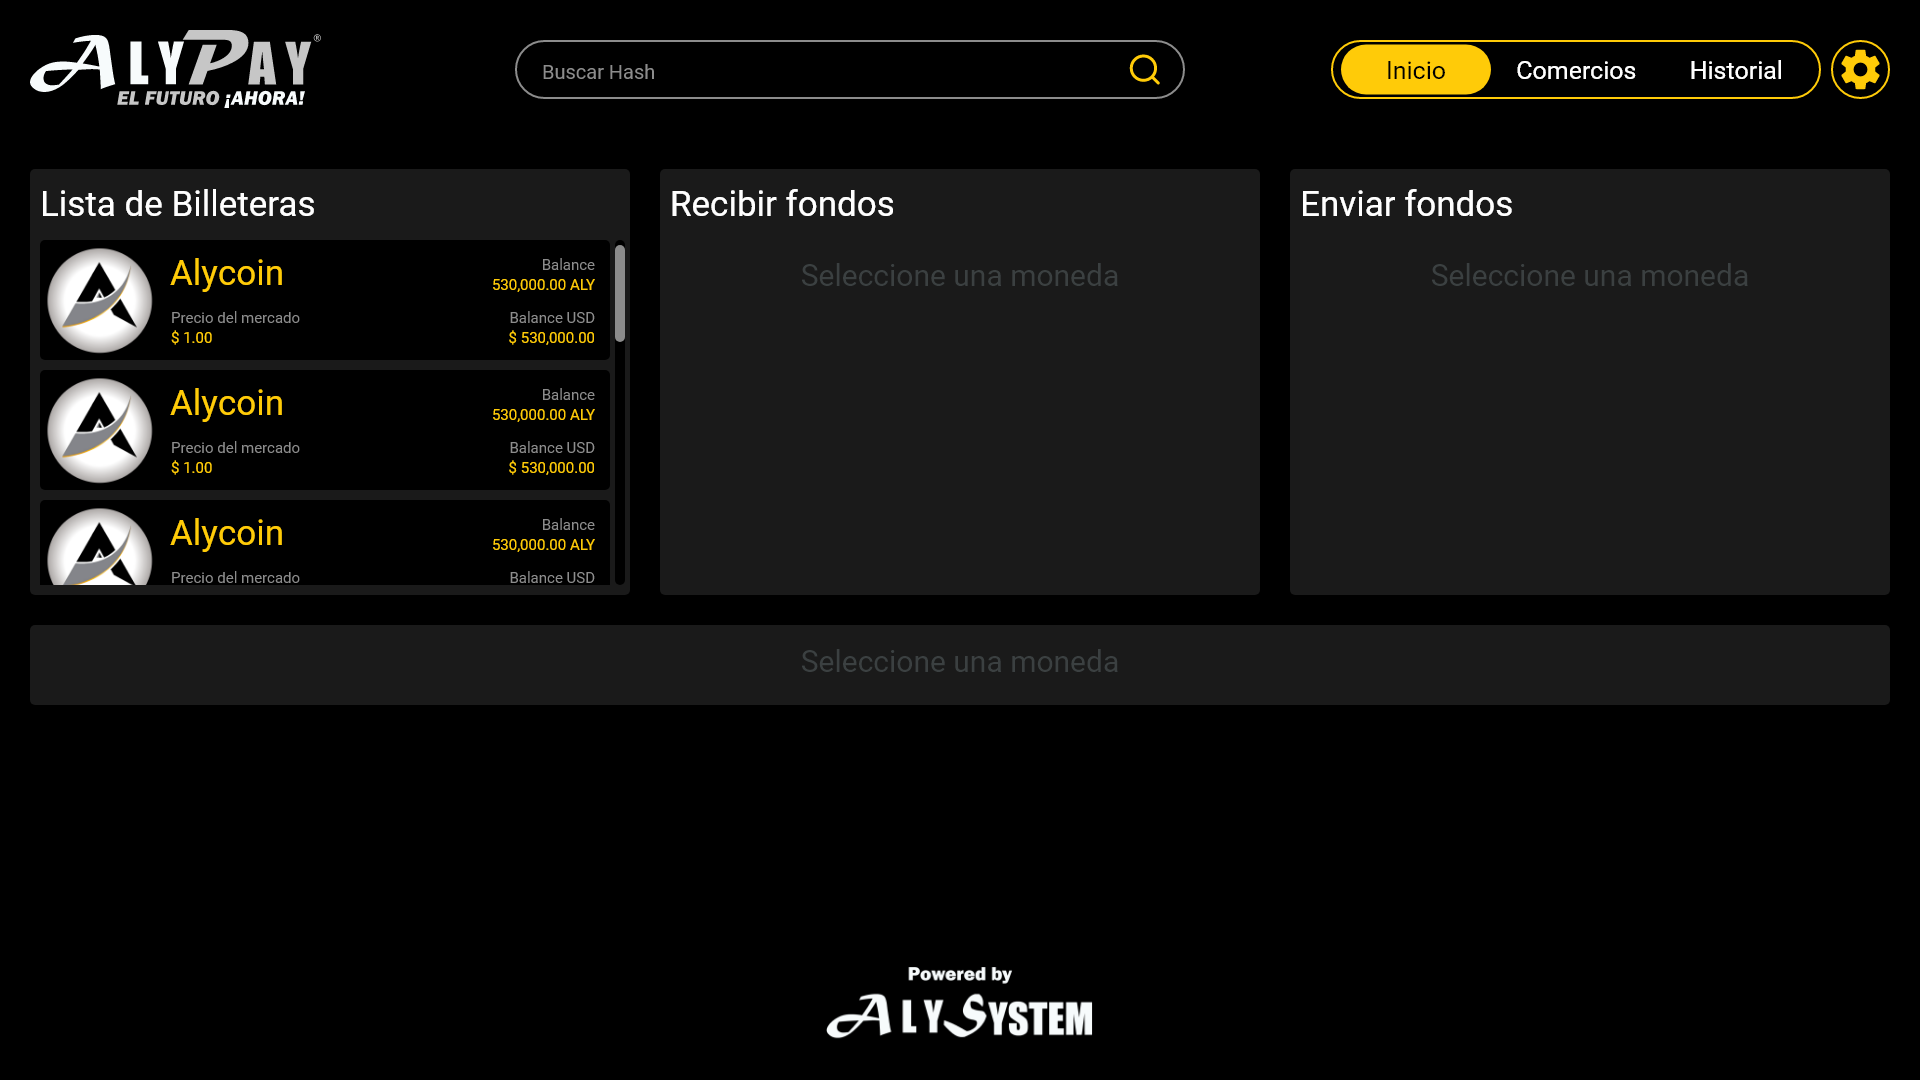 ALYPAY®
EL FUTURO ¡AHORA!
Buscar Hash
Inicio
Comercios
Historial
Lista de Billeteras
Alycoin
Balance
530,000.00 ALY
Precio del mercado
Balance USD
$ 1.00
$ 530,000.00
Alycoin
Balance
530,000.00 ALY
Precio del mercado
Balance USD
$ 1.00
$ 530,000.00
Alycoin
Balance
530,000.00 ALY
Precio del mercado
Balance USD
Recibir fondos
Seleccione una moneda
Enviar fondos
Seleccione una moneda
Seleccione una moneda
Powered by
ALYSYSTEM